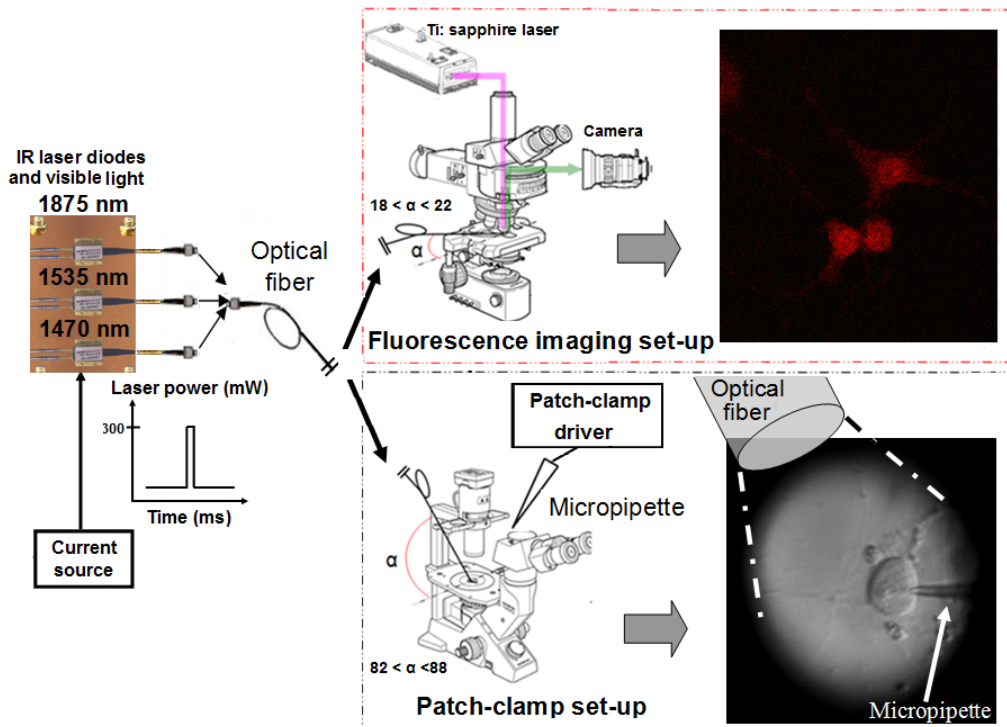 IR laser diodes
and visible light
1875 nm
1535 nm
1470 nm
Optical
fiber
Laser power (mW)
300
Time (ms)
Current
source
Ti: sapphire laser
Camera
18 < α < 22
α
Fluorescence imaging set-up
Patch-clamp
driver
Micropipette
α
82 < α <88
Patch-clamp set-up
Optical
fiber
Micropipette